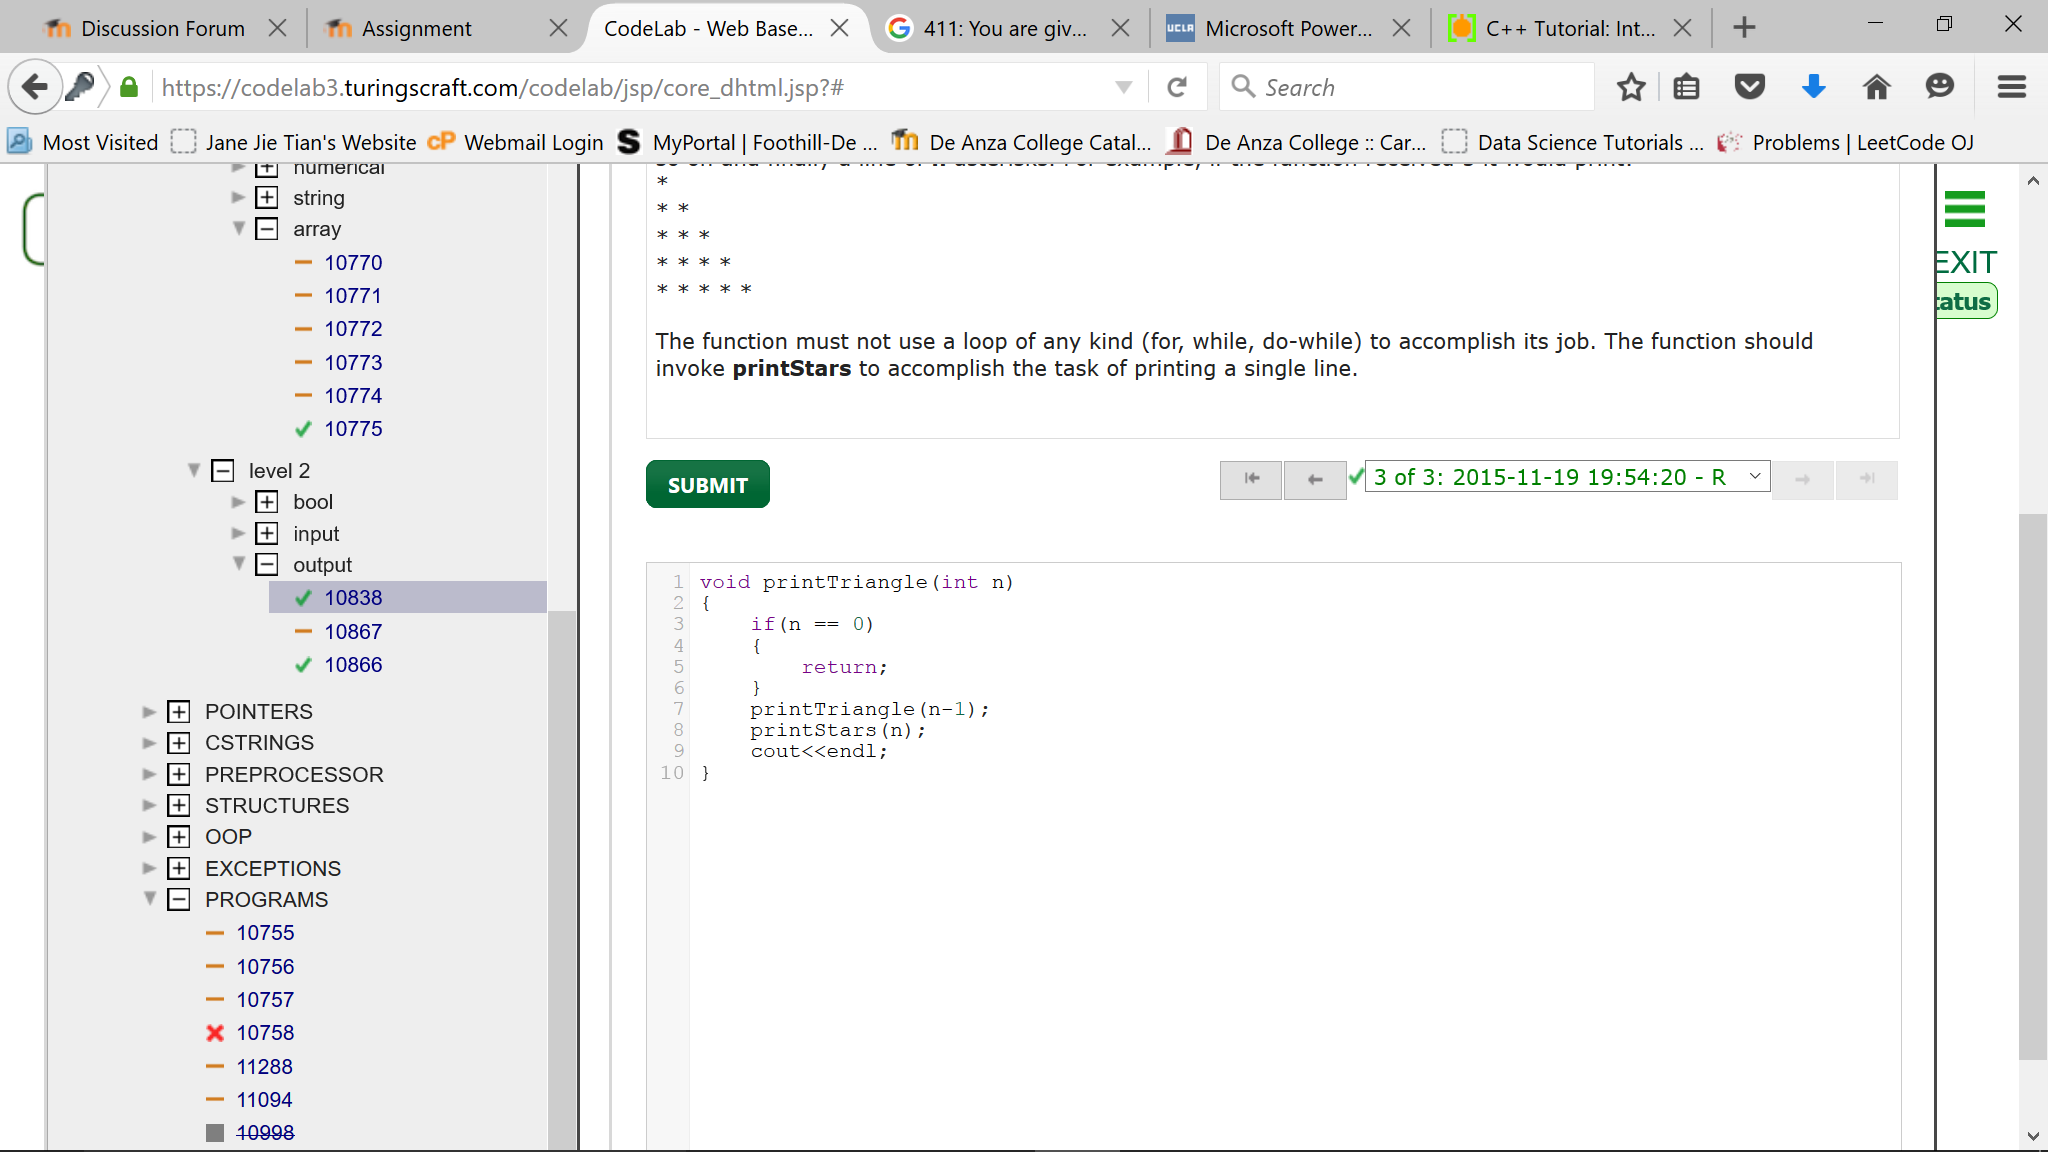 Discussion Forum
Assignment
CodeLab - Web Base...
411: You are giv...
UCLA Microsoft Power...
C++ Tutorial: Int...
https://codelab3.turingscraft.com/codelab/jsp/core_dhtml.jsp?#
Search
Most Visited
Jane Jie Tian's Website
cP Webmail Login
S MyPortal | Foothill-De ...
De Anza College Catal...
De Anza College :: Car...
Data Science Tutorials ...
Problems | LeetCode OJ
numerical
string
array
10770
10771
10772
10773
10774
10775
level 2
bool
input
output
10838
10867
10866
POINTERS
CSTRINGS
PREPROCESSOR
STRUCTURES
OOP
EXCEPTIONS
PROGRAMS
10755
10756
10757
10758
11288
11094
10998
*
* *
* * *
* * * *
* * * * *
The function must not use a loop of any kind (for, while, do-while) to accomplish its job. The function should
invoke printStars to accomplish the task of printing a single line.
SUBMIT
3 of 3: 2015-11-19 19:54:20 - R
1 void printTriangle(int n)
2 {
3 if(n == 0)
4 {
5 return;
6 }
7 printTriangle(n-1);
8 printStars(n);
9 cout<<endl;
10 }
EXIT
tatus